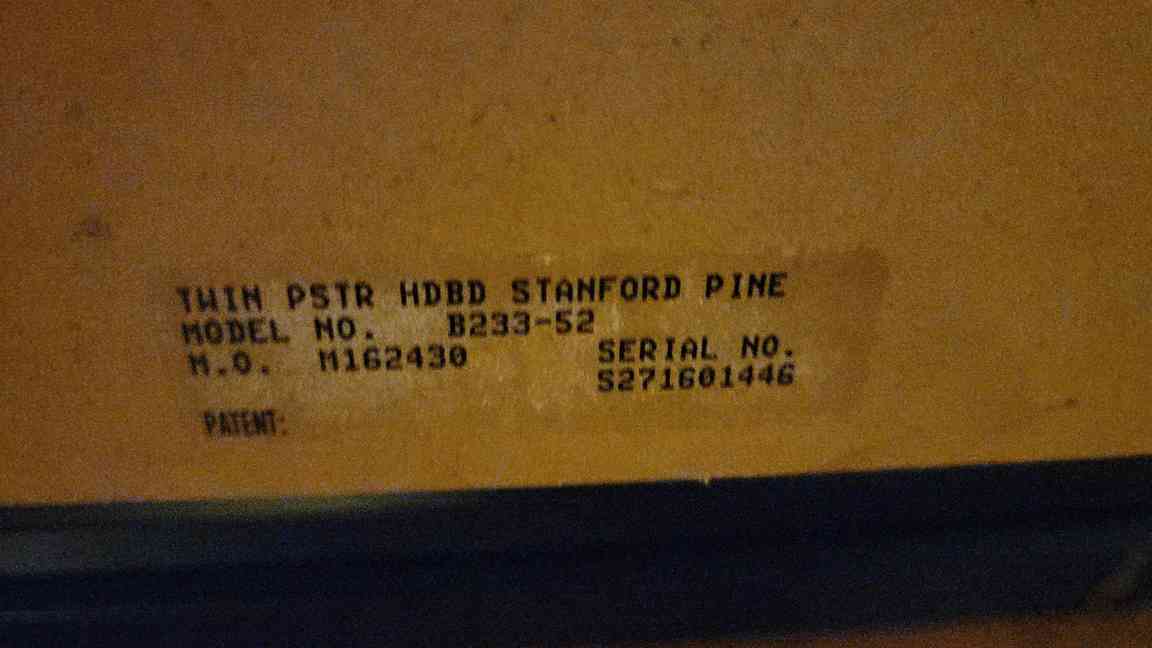 TWIN PSTR HDBD STANFORD PINE
MODEL NO. B233-52
M.O. M162430 SERIAL NO.
S271601446
PATENT: